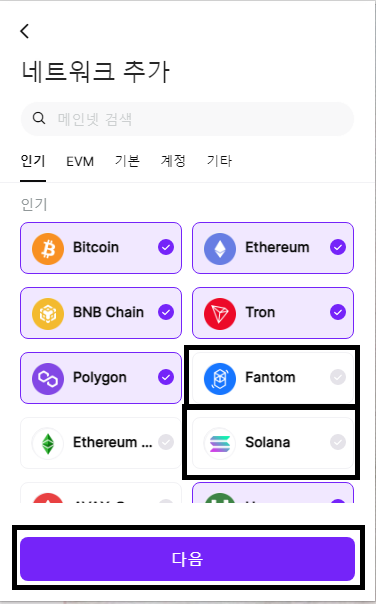 네트워크 추가
메인넷 검색
인기 EVM 기본 계정 기타
인기
Bitcoin Ethereum
BNB Chain Tron
Polygon Fantom
Ethereum ... Solana
다음